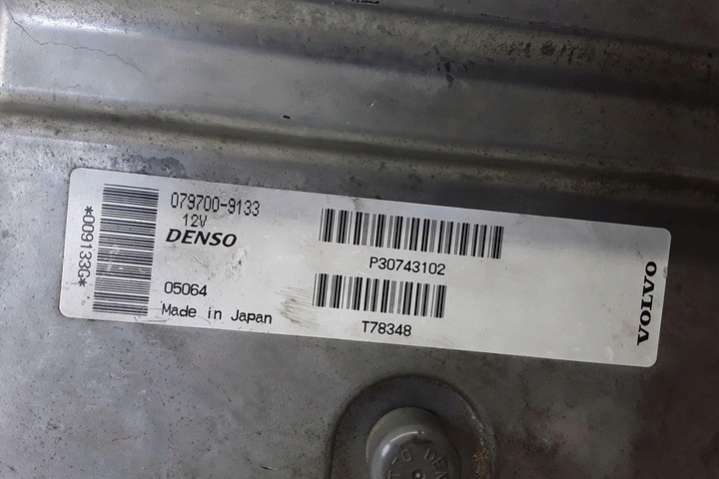 *009133G*
079700-9133
12V
DENSO
05064
Made in Japan
P30743102
T78348
VOLVO